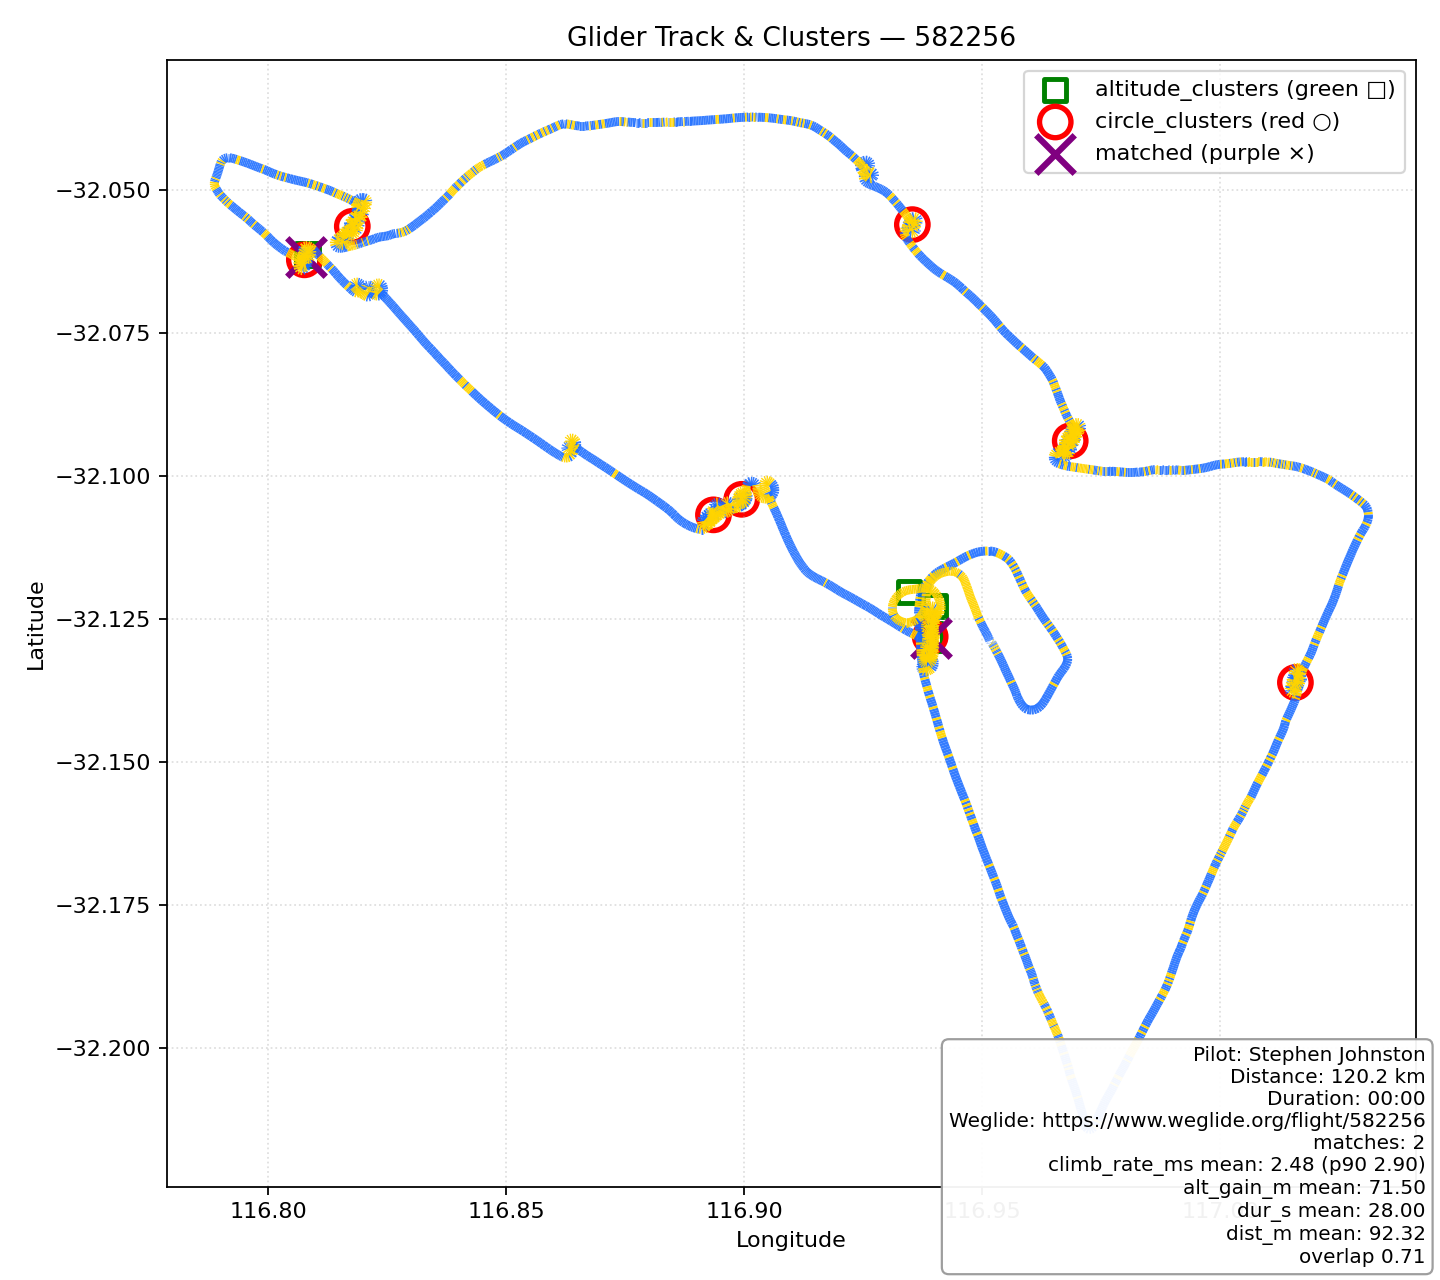 Glider Track & Clusters — 582256
altitude_clusters (green □)
circle_clusters (red ○)
matched (purple ×)
−32.050
−32.075
−32.100
−32.125
−32.150
−32.175
−32.200
Latitude
Pilot: Stephen Johnston
Distance: 120.2 km
Duration: 00:00
Weglide: https://www.weglide.org/flight/582256
matches: 2
climb_rate_ms mean: 2.48 (p90 2.90)
alt_gain_m mean: 71.50
dur_s mean: 28.00
dist_m mean: 92.32
overlap 0.71
116.80 116.85 116.90 116.95
Longitude